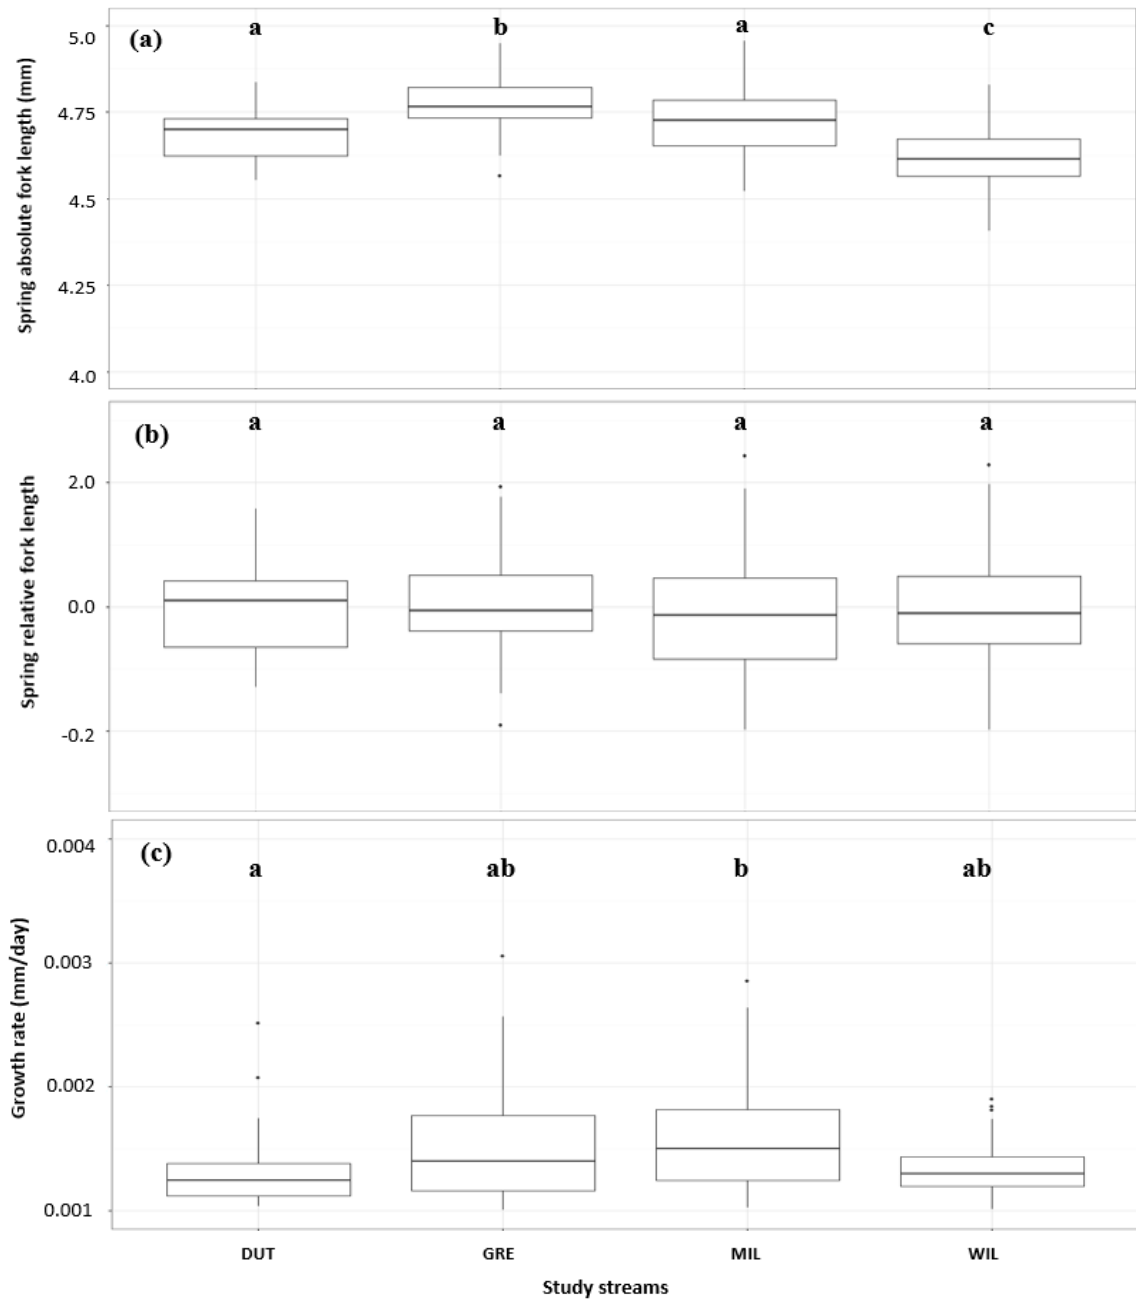 (a)
a b a c
5.0
4.75
4.5
4.25
4.0
Spring absolute fork length (mm)
(b)
a a a a
2.0
0.0
-0.2
Spring relative fork length
(c)
a ab b ab
0.004
0.003
0.002
0.001
Growth rate (mm/day)
DUT GRE MIL WIL
Study streams